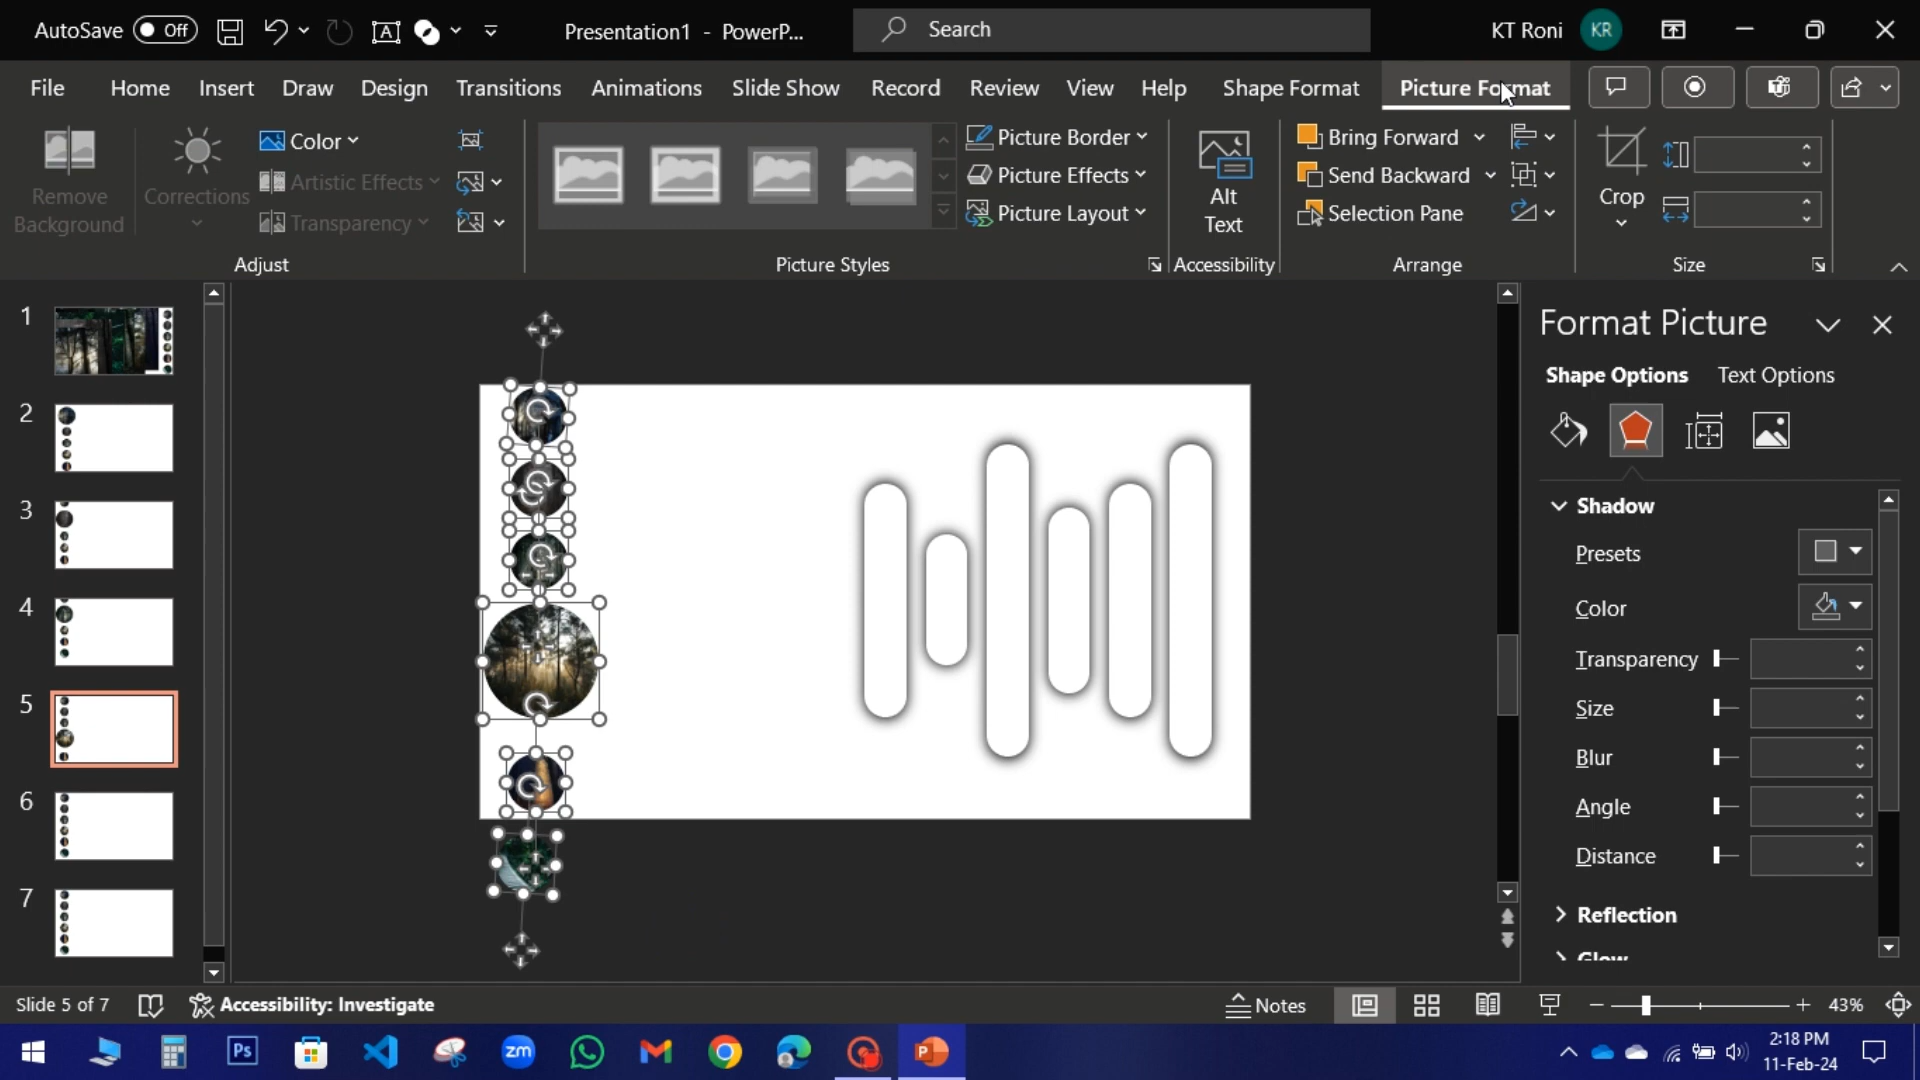 AutoSave Off
Presentation1 - PowerP...
Search
KT Roni KR
File Home Insert Draw Design Transitions Animations Slide Show Record Review View Help Shape Format Picture Format
Remove Background
Corrections
Color
Artistic Effects
Transparency
Adjust
Picture Styles
Picture Border
Picture Effects
Picture Layout
Alt Text
Accessibility
Bring Forward
Send Backward
Selection Pane
Arrange
Crop
Size
1
2
3
4
5
6
7
Format Picture
Shape Options Text Options
Shadow
Presets
Color
Transparency
Size
Blur
Angle
Distance
Reflection
Glow
Slide 5 of 7
Accessibility: Investigate
Notes
43%
Ps
zm
P
2:18 PM
11-Feb-24